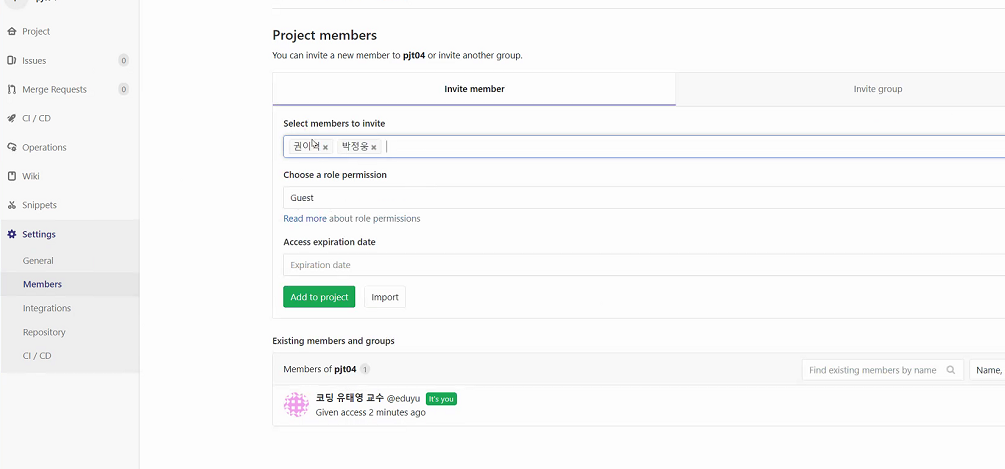 Project
Issues 0
Merge Requests 0
CI / CD
Operations
Wiki
Snippets
Settings
General
Members
Integrations
Repository
CI / CD
Project members
You can invite a new member to pjt04 or invite another group.
Invite member
Invite group
Select members to invite
박정웅
Choose a role permission
Guest
Read more about role permissions
Access expiration date
Expiration date
Add to project
Import
Existing members and groups
Members of pjt04 1
Find existing members by name
Name,
코딩 유태영 교수 @eduyu It's you
Given access 2 minutes ago